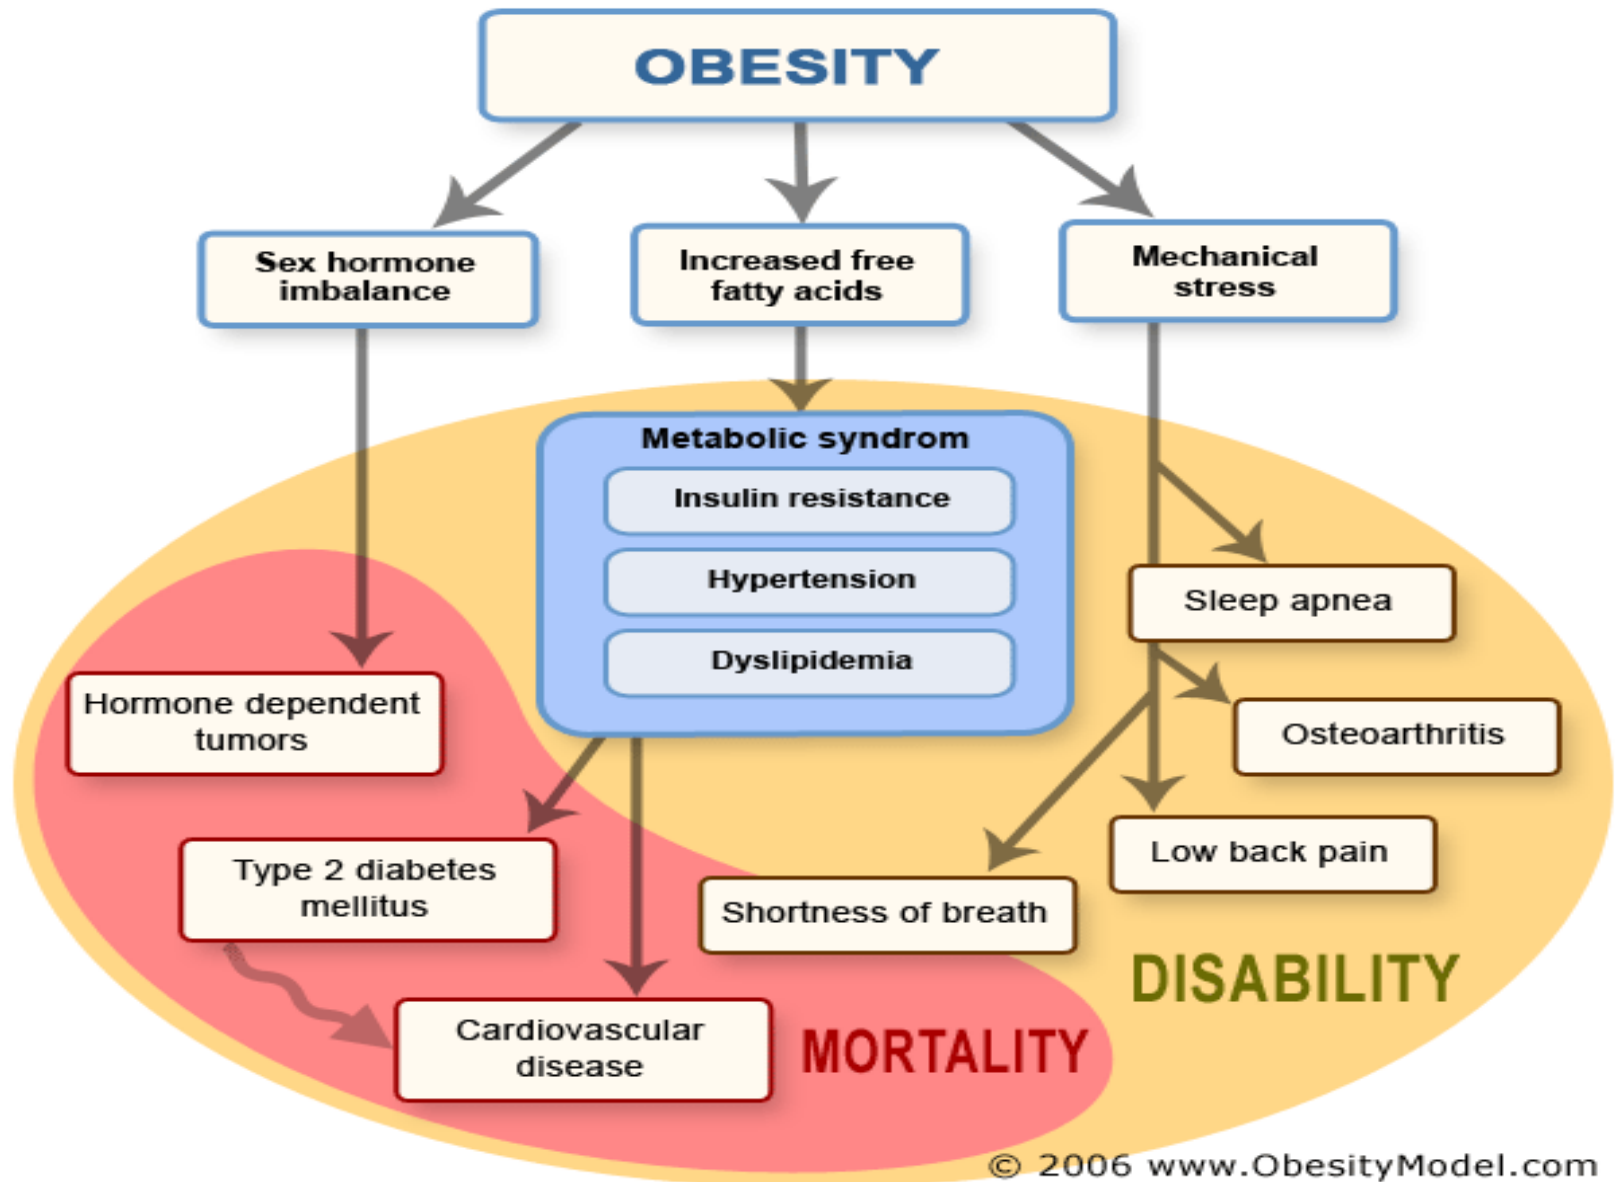 OBESITY
Sex hormone
imbalance
Increased free
fatty acids
Mechanical
stress
Metabolic syndrom
Insulin resistance
Hypertension
Dyslipidemia
Sleep apnea
Hormone dependent
tumors
Osteoarthritis
Type 2 diabetes
mellitus
Low back pain
Shortness of breath
DISABILITY
Cardiovascular
disease
MORTALITY
© 2006 www.ObesityModel.com